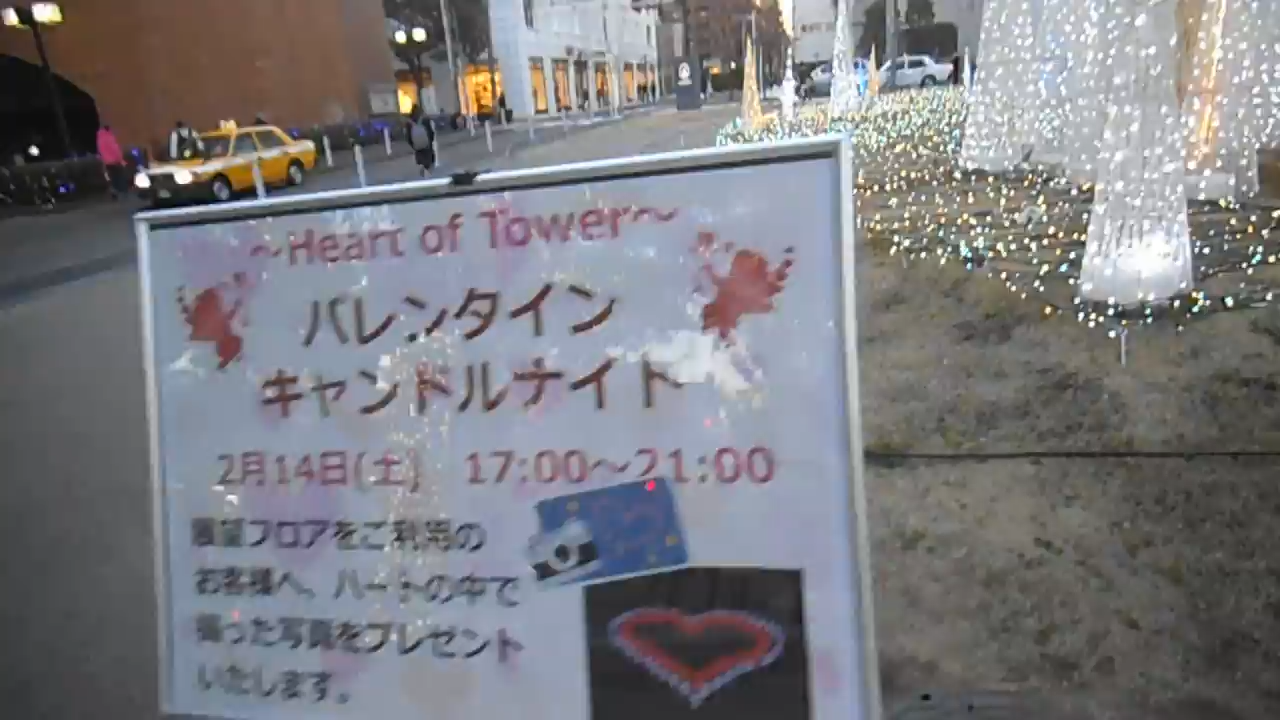 ～Heart of Tower～
バレンタイン
キャンドルナイト
2月14日(土) 17:00～21:00
展望フロアをご利用の
お客様へ、ハートの中で
撮った写真をプレゼント
いたします。